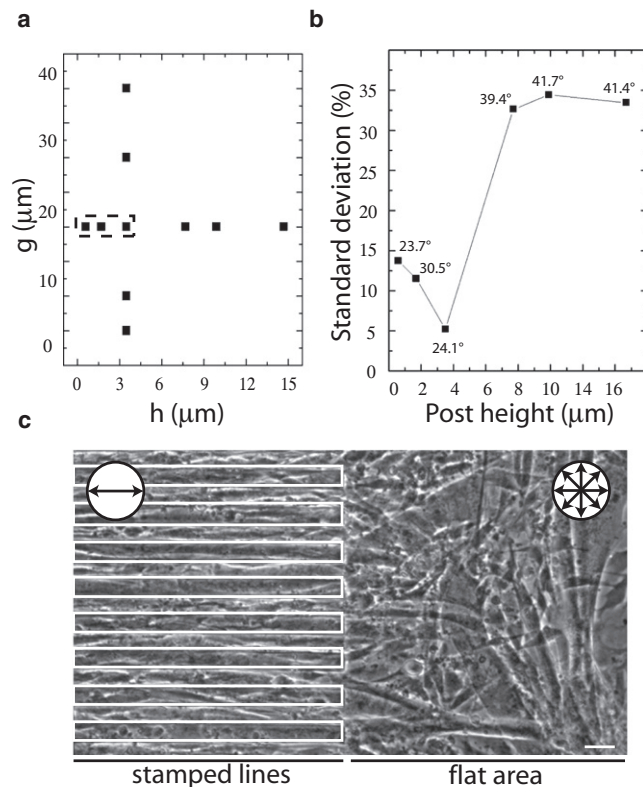 a
40
30
20
10
0
g (μm)
0 3 6 9 12 15
h (μm)
b
35
30
25
20
15
10
5
0
Standard deviation (%)
23.7°
30.5°
24.1°
39.4°
41.7°
41.4°
0 2 4 6 8 10 12 14 16
Post height (μm)
c
stamped lines
flat area